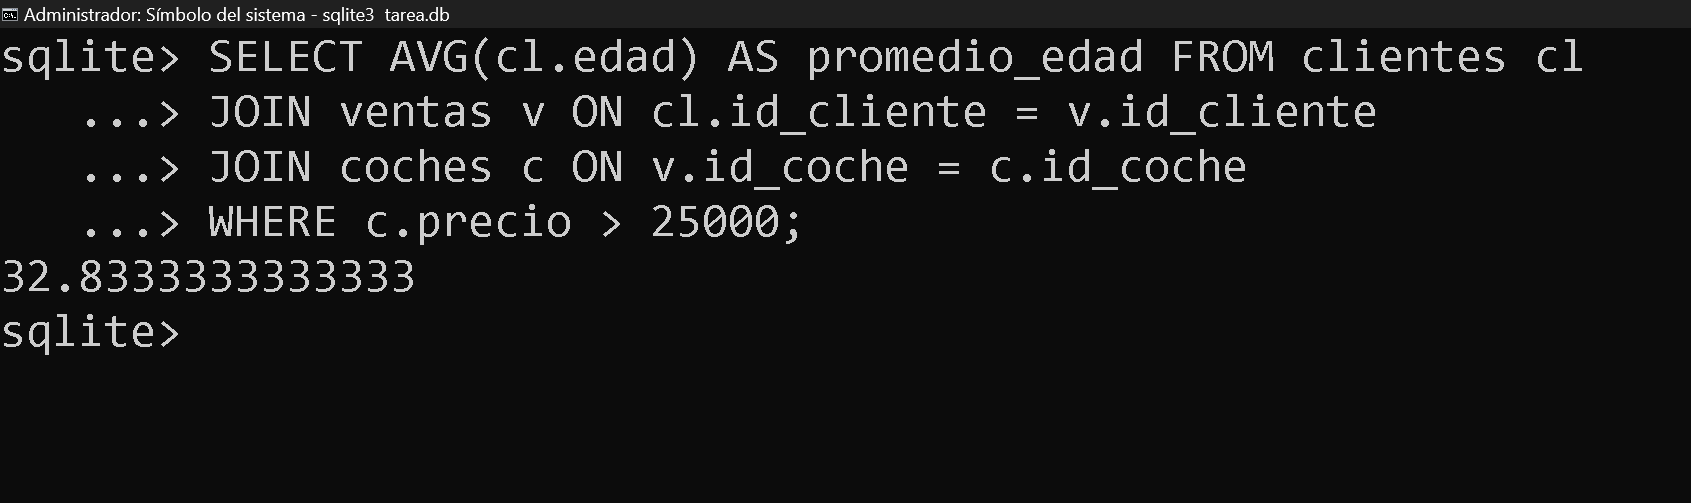 Administrador: Símbolo del sistema - sqlite3  tarea.db
sqlite> SELECT AVG(cl.edad) AS promedio_edad FROM clientes cl
   ...> JOIN ventas v ON cl.id_cliente = v.id_cliente
   ...> JOIN coches c ON v.id_coche = c.id_coche
   ...> WHERE c.precio > 25000;
32.8333333333333
sqlite>